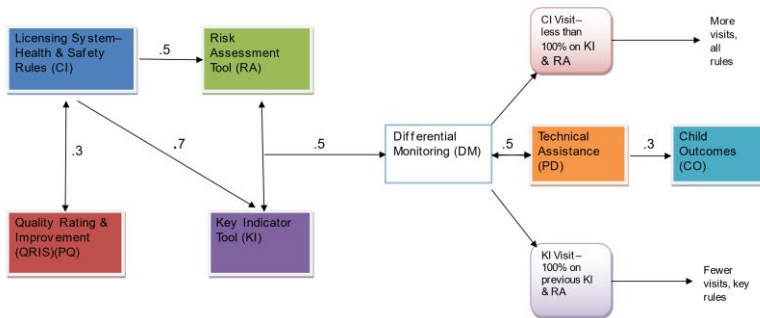 Licensing System–
Health & Safety
Rules (CI)
.5
Risk
Assessment
Tool (RA)
CI Visit–
less than
100% on KI
& RA
More
visits,
all
rules
.3
.7
.5
Differential
Monitoring (DM)
.5
Technical
Assistance
(PD)
.3
Child
Outcomes
(CO)
Quality Rating &
Improvement
(QRIS)(PQ)
Key Indicator
Tool (KI)
KI Visit–
100% on
previous KI
& RA
Fewer
visits, key
rules